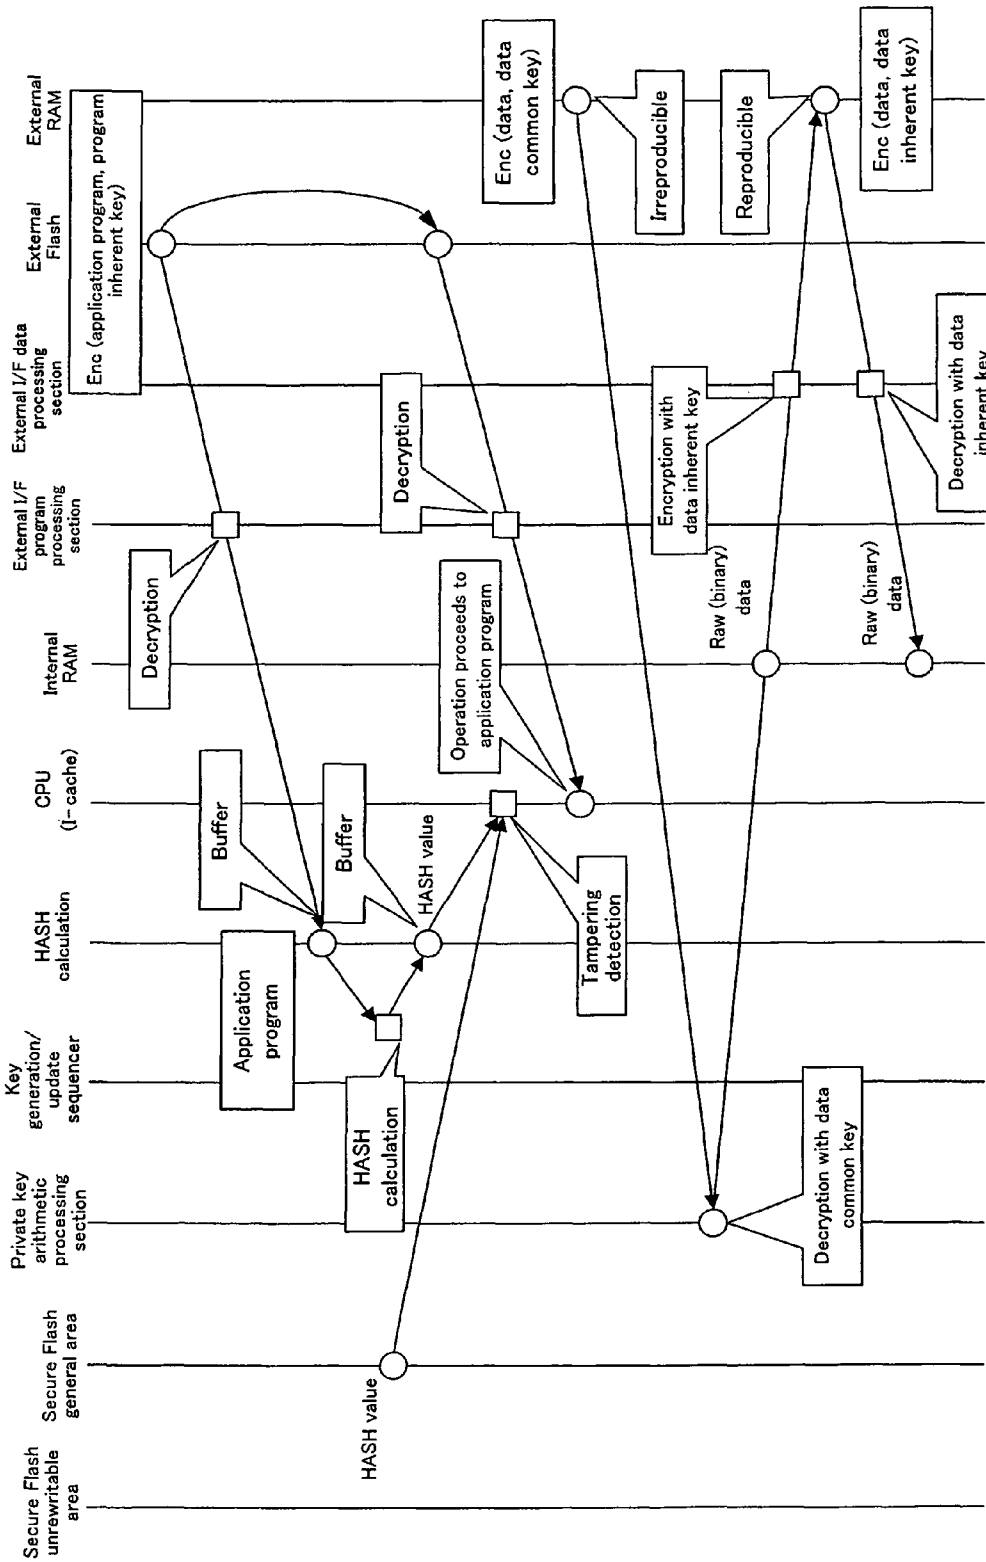 Secure Flash
unrewritable
area
Secure Flash
general area
Private key
arithmetic
processing
section
Key
generation/
update
sequencer
HASH
calculation
CPU
(I-cache)
Internal
RAM
External I/F
program
processing
section
External I/F data
processing
section
External
Flash
External
RAM
Enc (application program, program
inherent key)
Decryption
Buffer
Application
program
Buffer
HASH
calculation
HASH value
HASH value
Decryption
Operation proceeds to
application program
Tampering
detection
Enc (data, data
common key)
Irreproducible
Decryption with data
common key
Raw (binary)
data
Encryption with
data inherent key
Reproducible
Enc (data, data
inherent key)
Raw (binary)
data
Decryption with data
inherent key